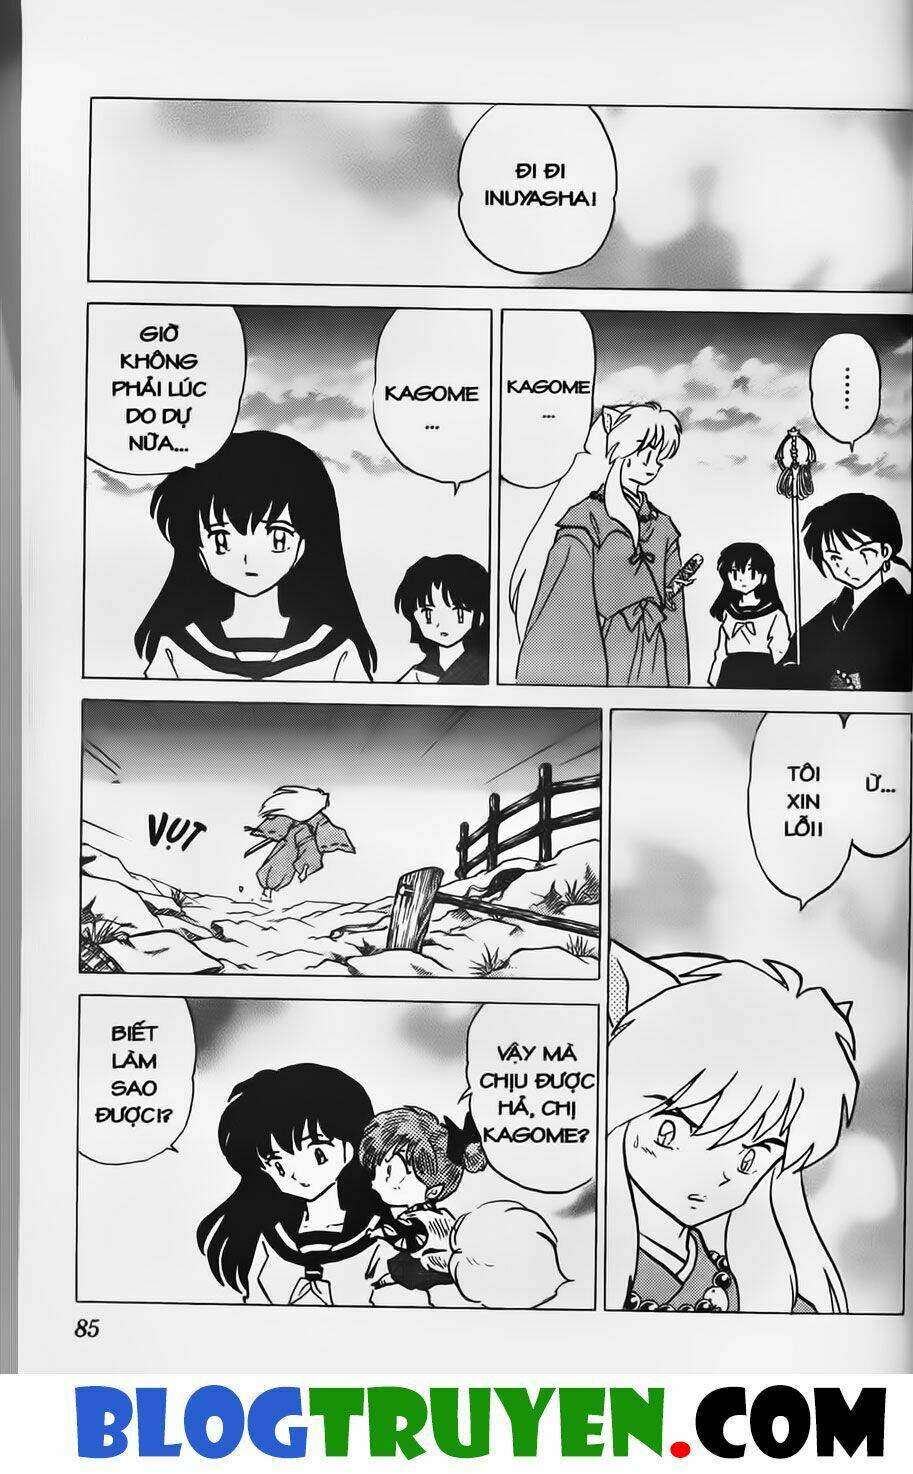 ĐI ĐI
INUYASHA!
......
KAGOME
...
KAGOME
...
GIỜ
KHÔNG
PHẢI LÚC
DO DỰ
NỮA...
Ừ...
TÔI
XIN
LỖI!
VỤT
VẬY MÀ
CHỊU ĐƯỢC
HẢ, CHỊ
KAGOME?
BIẾT
LÀM
SAO
ĐƯỢC!?
85
BLOGTRUYEN.COM